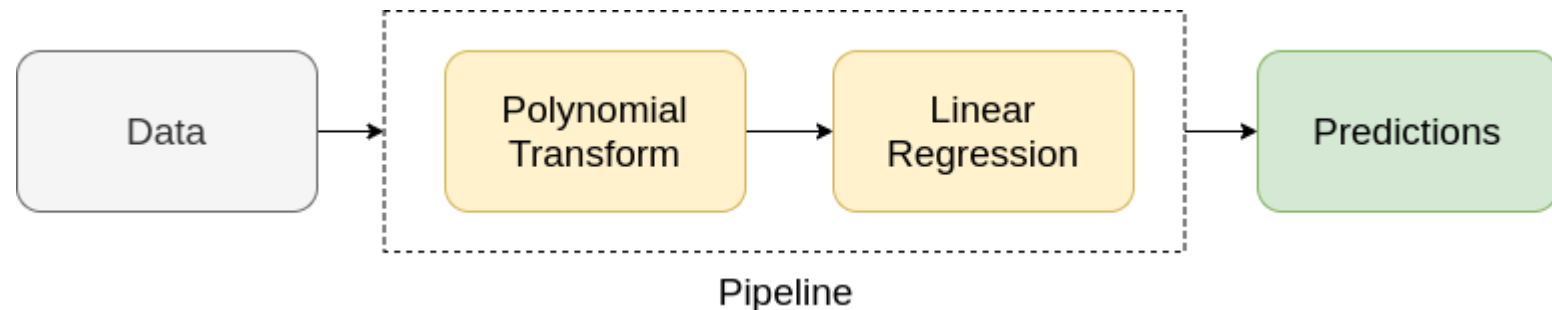 Data
Polynomial
Transform
Linear
Regression
Predictions
Pipeline